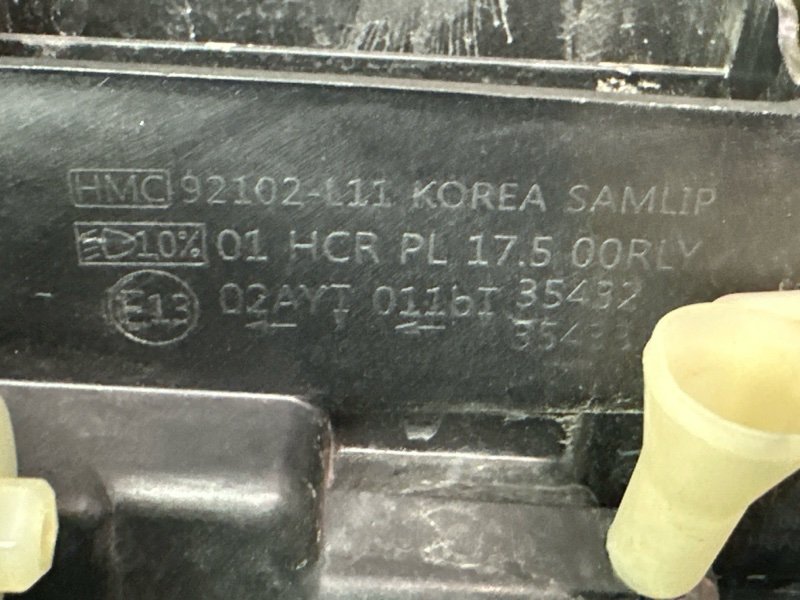 HMC 92102-L11 KOREA SAMLIP
10% 01 HCR PL 17.5 00RLY
E13 02AYT 011bT 35432